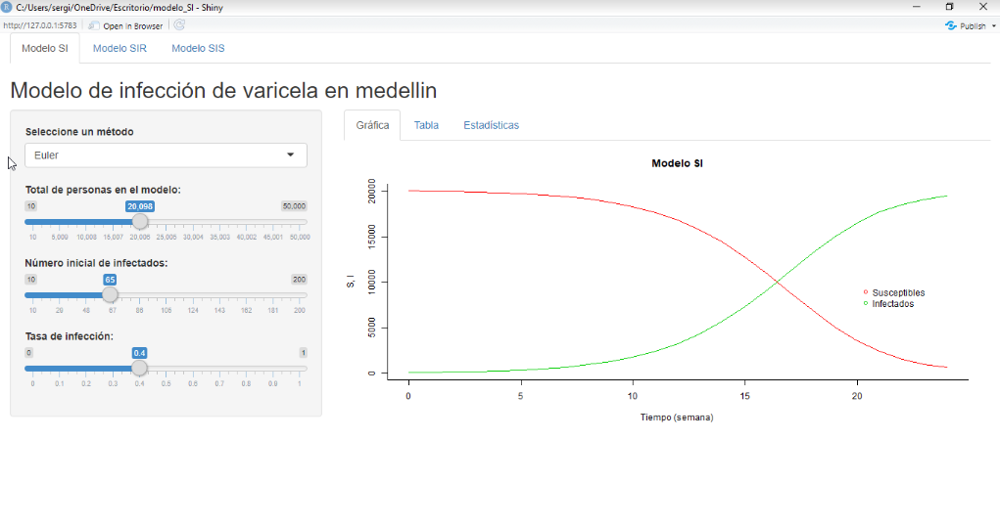 C:/Users/sergi/OneDrive/Escritorio/modelo_SI - Shiny
http://127.0.0.1:5783 Open in Browser Publish
Modelo SI Modelo SIR Modelo SIS
Modelo de infección de varicela en medellin
Seleccione un método
Euler
Total de personas en el modelo:
10 20,098 50,000
10 5,009 10,008 15,007 20,006 25,005 30,004 35,003 40,002 45,001 50,000
Número inicial de infectados:
10 65 200
10 29 48 67 86 105 124 143 162 181 200
Tasa de infección:
0 0.4 1
0 0.1 0.2 0.3 0.4 0.5 0.6 0.7 0.8 0.9 1
Gráfica Tabla Estadísticas
Modelo SI
S, I
20000
15000
10000
5000
0
Susceptibles
Infectados
0 5 10 15 20
Tiempo (semana)